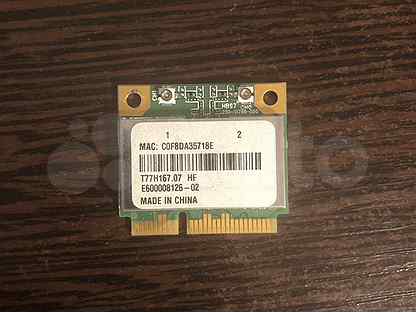 1 2
MAC: C0F8DA35718E
T77H167.07 HF
E600008126-02
MADE IN CHINA